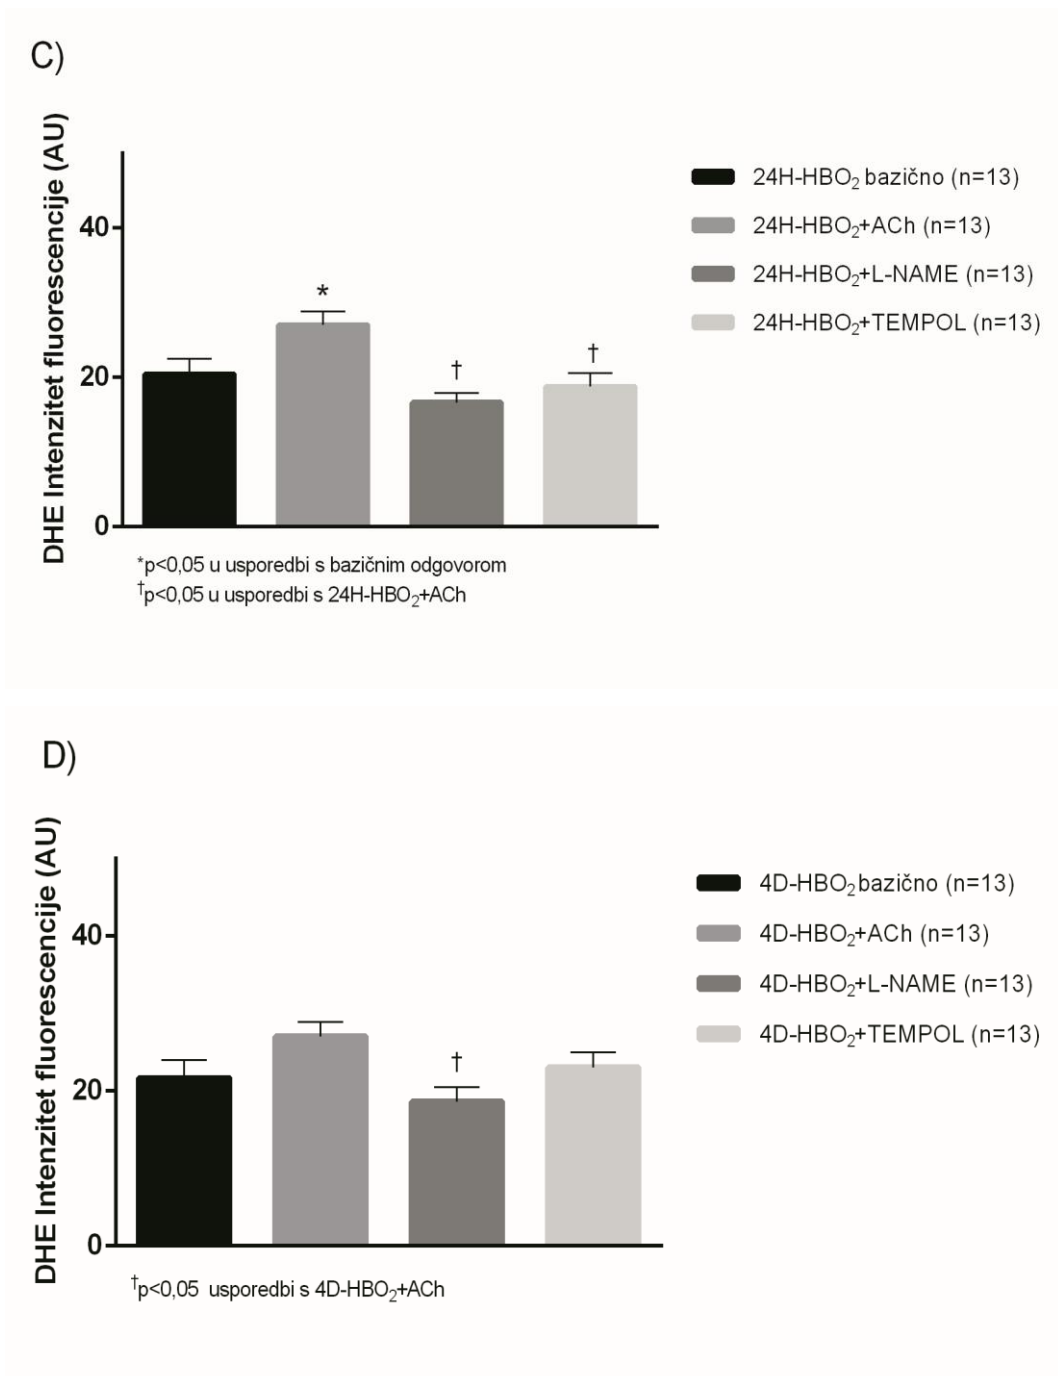 C)
DHE Intenzitet fluorescencije (AU)
40
20
0
*
†
†
24H-HBO₂ bazično (n=13)
24H-HBO₂+ACh (n=13)
24H-HBO₂+L-NAME (n=13)
24H-HBO₂+TEMPOL (n=13)
*p<0,05 u usporedbi s bazičnim odgovorom
†p<0,05 u usporedbi s 24H-HBO₂+ACh
D)
DHE Intenzitet fluorescencije (AU)
40
20
0
†
4D-HBO₂ bazično (n=13)
4D-HBO₂+ACh (n=13)
4D-HBO₂+L-NAME (n=13)
4D-HBO₂+TEMPOL (n=13)
†p<0,05 usporedbi s 4D-HBO₂+ACh